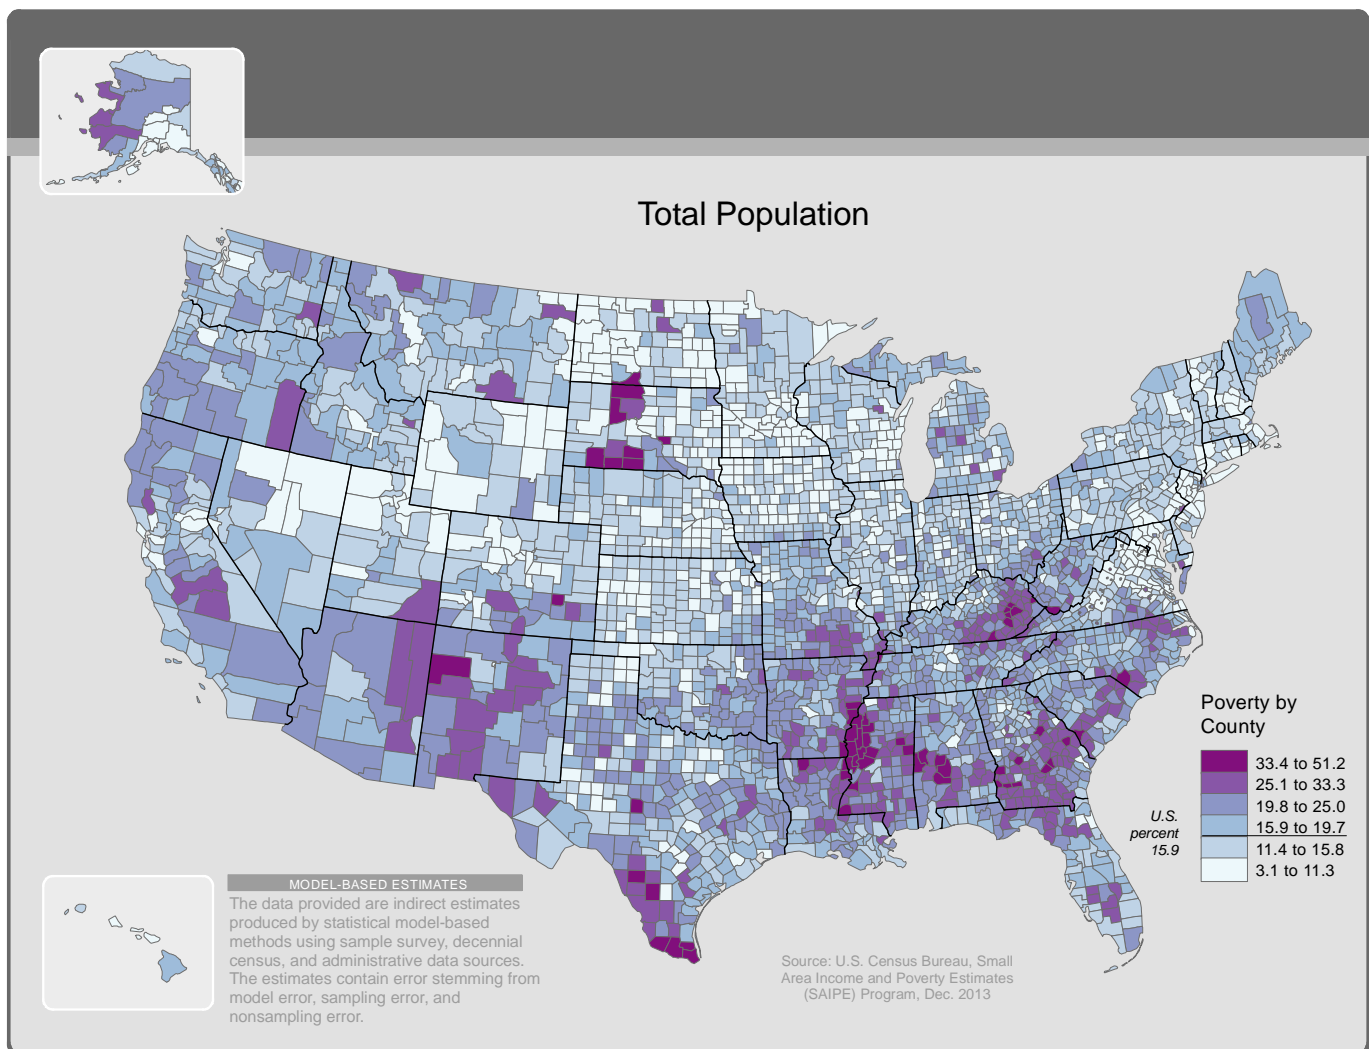 Total Population
Poverty by
County
33.4 to 51.2
25.1 to 33.3
19.8 to 25.0
15.9 to 19.7
11.4 to 15.8
3.1 to 11.3
U.S.
percent
15.9
MODEL-BASED ESTIMATES
The data provided are indirect estimates
produced by statistical model-based
methods using sample survey, decennial
census, and administrative data sources.
The estimates contain error stemming from
model error, sampling error, and
nonsampling error.
Source: U.S. Census Bureau, Small
Area Income and Poverty Estimates
(SAIPE) Program, Dec. 2013